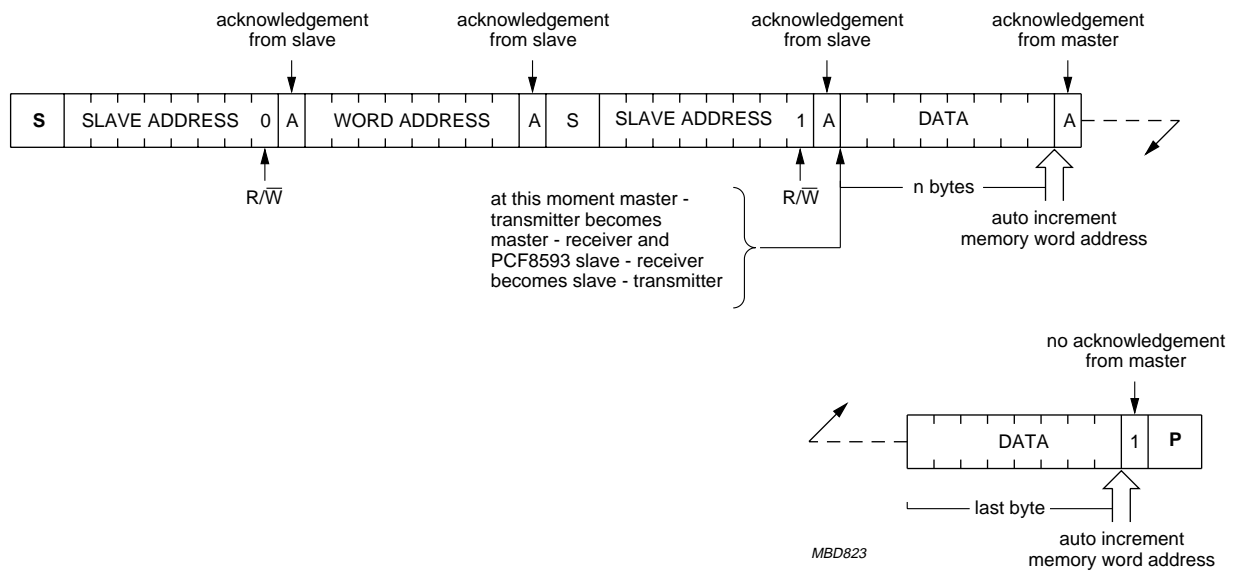 acknowledgement
from slave
acknowledgement
from slave
acknowledgement
from slave
acknowledgement
from master
S SLAVE ADDRESS 0 A WORD ADDRESS A S SLAVE ADDRESS 1 A DATA A
R/W̅
R/W̅
n bytes
at this moment master -
transmitter becomes
master - receiver and
PCF8593 slave - receiver
becomes slave - transmitter
auto increment
memory word address
no acknowledgement
from master
DATA 1 P
last byte
auto increment
memory word address
MBD823